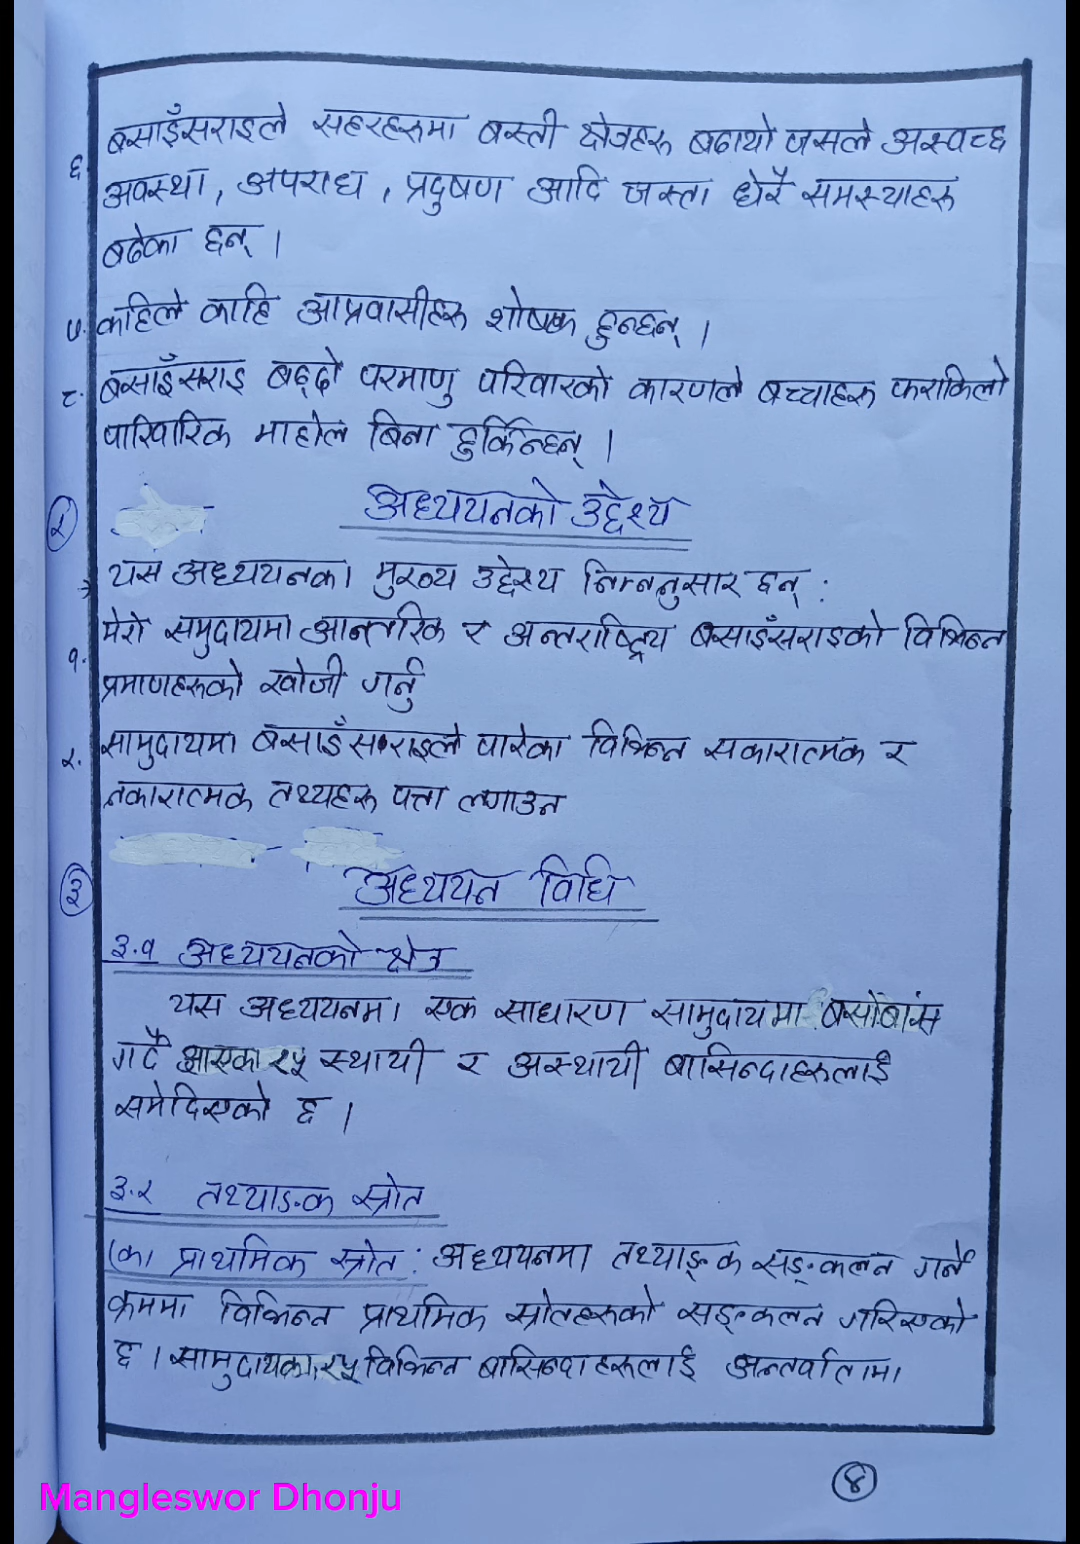 ६. बसाइँसराइले सहरहरूमा बस्ती क्षेत्रहरू बढायो जसले अस्वच्छ
अवस्था, अपराध, प्रदुषण आदि जस्ता धेरै समस्याहरू
बढेका छन् ।
७. कहिले काहि आप्रवासीहरू शोषक हुन्छन् ।
८. बसाइँसराइ बढ्दो परमाणु परिवारको कारणले बच्चाहरू फराकिलो
पारिवारिक माहोल बिना हुर्किन्छन् ।
२ अध्ययनको उद्देश्य
→ यस अध्ययनका मुख्य उद्देश्य निम्ननुसार छन् :
१. मेरो समुदायमा आन्तरिक र अन्तराष्ट्रिय बसाइँसराइको विभिन्न
प्रमाणहरूको खोजी गर्नु
२. सामुदायमा बसाइँसराइले पारेका विभिन्न सकारात्मक र
नकारात्मक तथ्यहरू पत्ता लगाउन
३ अध्ययन विधि
३.१ अध्ययनको क्षेत्र
यस अध्ययनमा एक साधारण सामुदायमा बसोबास
गर्दै आएका २५ स्थायी र अस्थायी बासिन्दाहरूलाई
समेटिएको छ ।
३.२ तथ्याङ्क स्रोत
(क) प्राथमिक स्रोत : अध्ययनमा तथ्याङ्क सङ्कलन गर्ने
क्रममा विभिन्न प्राथमिक स्रोतहरूको सङ्कलन गरिएको
छ । सामुदायका २५ विभिन्न बासिन्दाहरूलाई अन्तर्वातामा
४
Mangleswor Dhonju